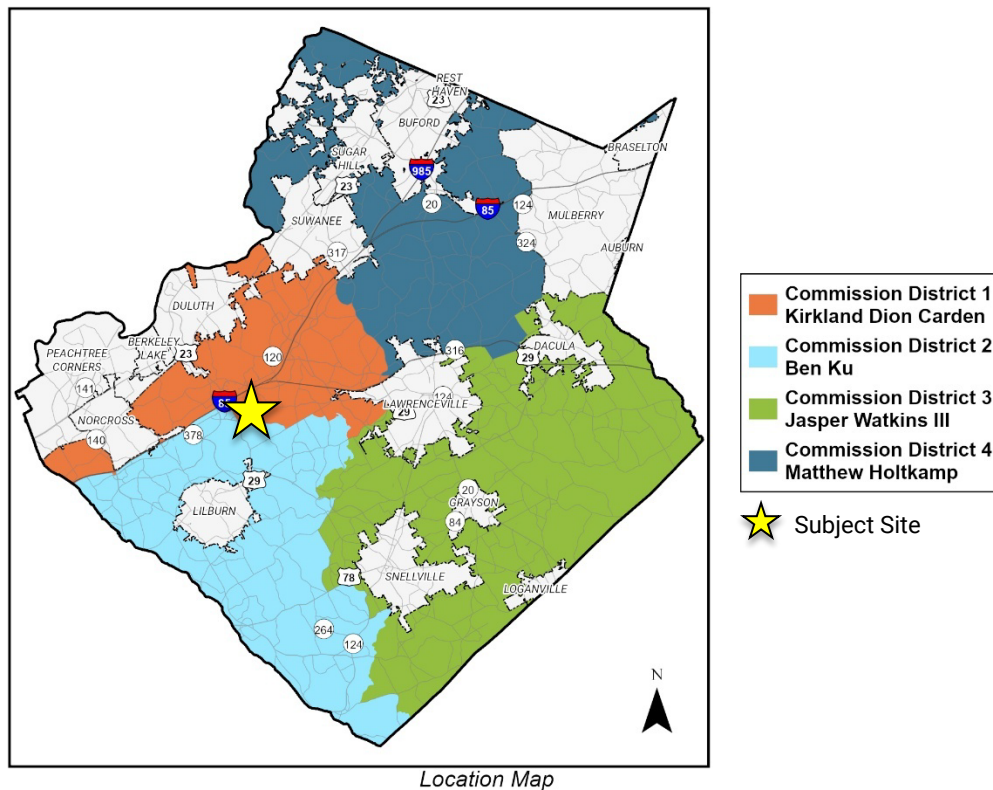 REST
HAVEN
23
BUFORD
BRASELTON
SUGAR
HILL
985
23
20
85
124
MULBERRY
SUWANEE
324
AUBURN
317
DULUTH
BERKELEY
LAKE
23
PEACHTREE
CORNERS
120
316
29
DACULA
141
85
124
LAWRENCEVILLE
29
NORCROSS
378
140
29
LILBURN
20
GRAYSON
84
78
SNELLVILLE
LOGANVILLE
264
124
N
Commission District 1
Kirkland Dion Carden
Commission District 2
Ben Ku
Commission District 3
Jasper Watkins III
Commission District 4
Matthew Holtkamp
Subject Site
Location Map